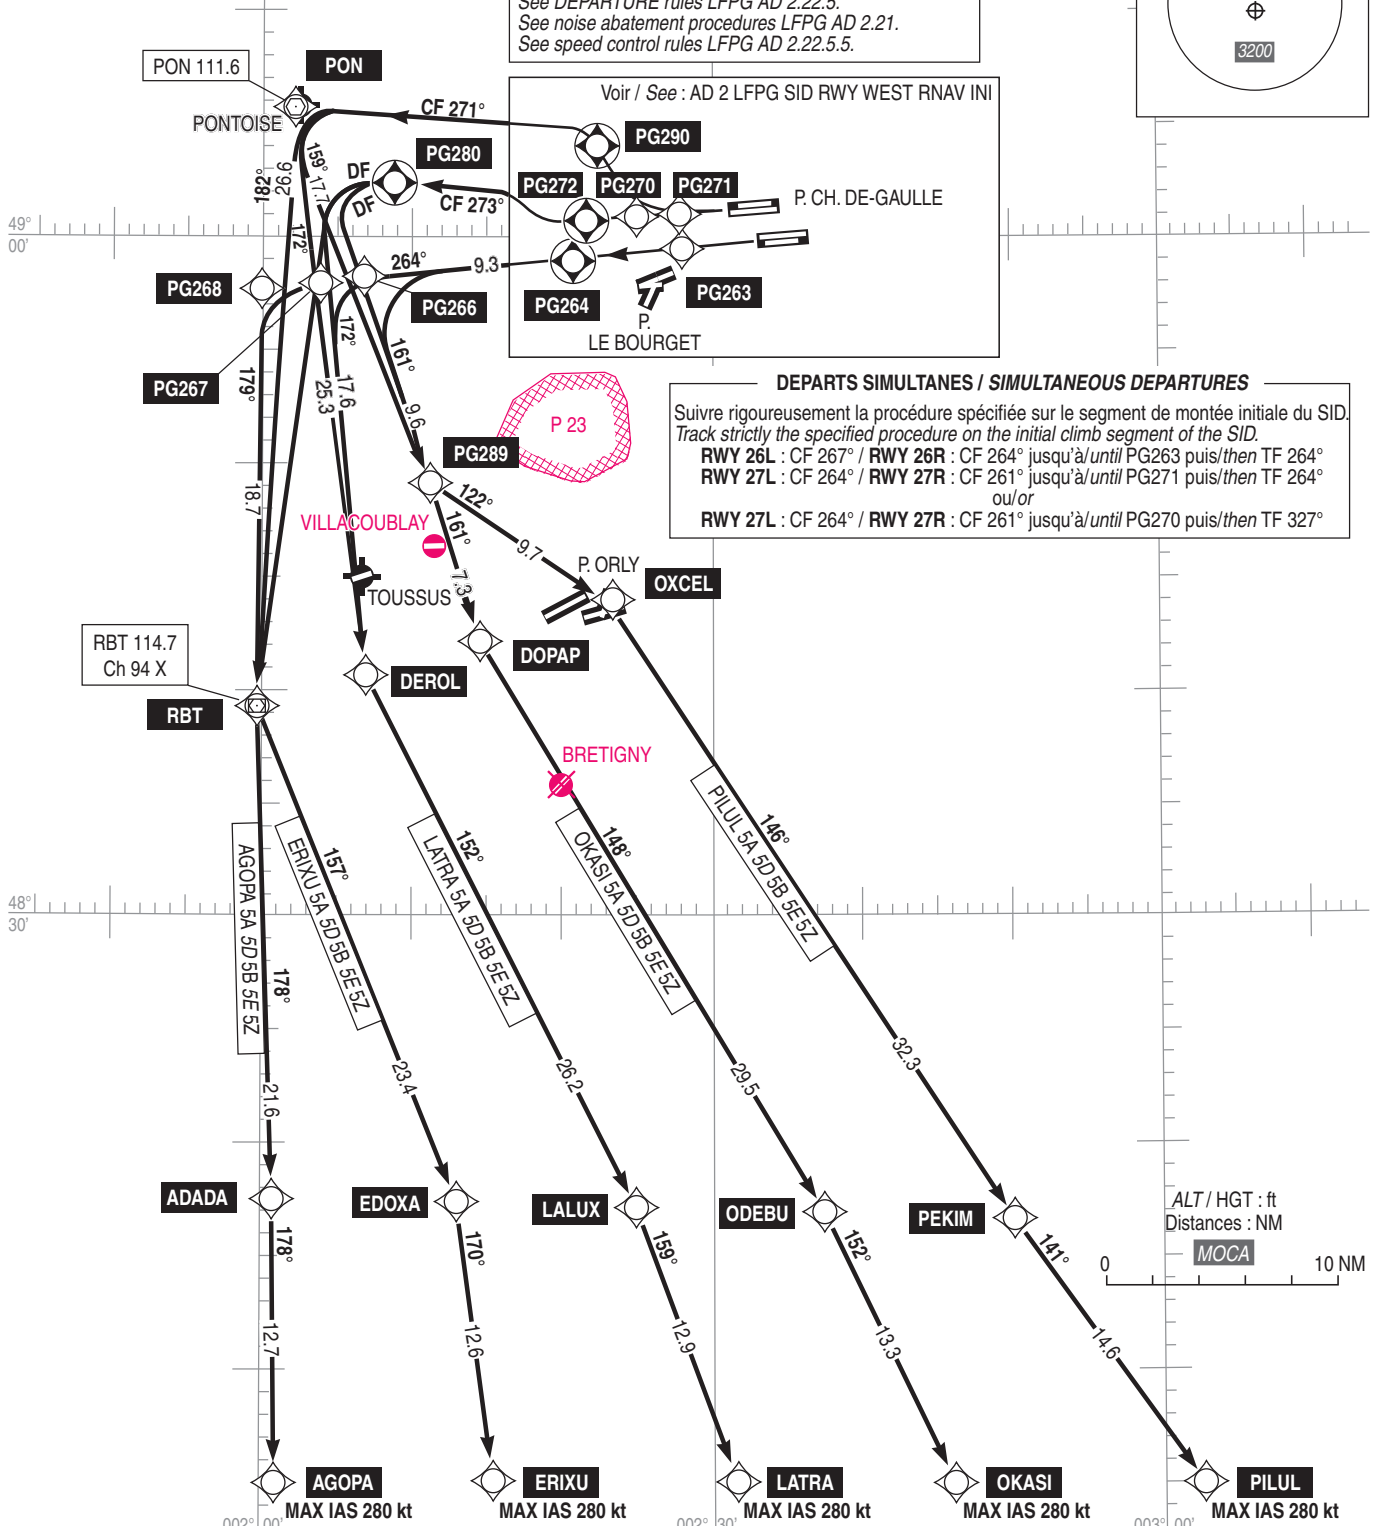 See DEPARTURE rules LFPG AD 2.22.5.
See noise abatement procedures LFPG AD 2.21.
See speed control rules LFPG AD 2.22.5.5.
3200
PON 111.6
PON
PONTOISE
Voir / See : AD 2 LFPG SID RWY WEST RNAV INI
CF 271°
PG290
PG280
DF
DF
CF 273°
PG272
PG270
PG271
P. CH. DE-GAULLE
182°
26.6
159°
17.7
172°
49°
00'
264°
9.3
PG268
PG266
PG264
PG263
P.
LE BOURGET
PG267
179°
172°
161°
25.3
17.6
9.6
18.7
P 23
DEPARTS SIMULTANES / SIMULTANEOUS DEPARTURES
Suivre rigoureusement la procédure spécifiée sur le segment de montée initiale du SID.
Track strictly the specified procedure on the initial climb segment of the SID.
RWY 26L : CF 267° / RWY 26R : CF 264° jusqu'à/until PG263 puis/then TF 264°
RWY 27L : CF 264° / RWY 27R : CF 261° jusqu'à/until PG271 puis/then TF 264°
ou/or
RWY 27L : CF 264° / RWY 27R : CF 261° jusqu'à/until PG270 puis/then TF 327°
PG289
122°
161°
9.7
7.3
VILLACOUBLAY
P. ORLY
OXCEL
TOUSSUS
DOPAP
DEROL
RBT 114.7
Ch 94 X
RBT
BRETIGNY
AGOPA 5A 5D 5B 5E 5Z
ERIXU 5A 5D 5B 5E 5Z
LATRA 5A 5D 5B 5E 5Z
OKASI 5A 5D 5B 5E 5Z
PILUL 5A 5D 5B 5E 5Z
157°
152°
148°
146°
178°
48°
30'
21.6
23.4
26.2
29.5
32.3
ADADA
EDOXA
LALUX
ODEBU
PEKIM
ALT / HGT : ft
Distances : NM
MOCA
0
10 NM
178°
170°
159°
152°
141°
12.7
12.6
12.9
13.3
14.6
AGOPA
MAX IAS 280 kt
ERIXU
MAX IAS 280 kt
LATRA
MAX IAS 280 kt
OKASI
MAX IAS 280 kt
PILUL
MAX IAS 280 kt
002° 00'
002° 30'
003° 00'